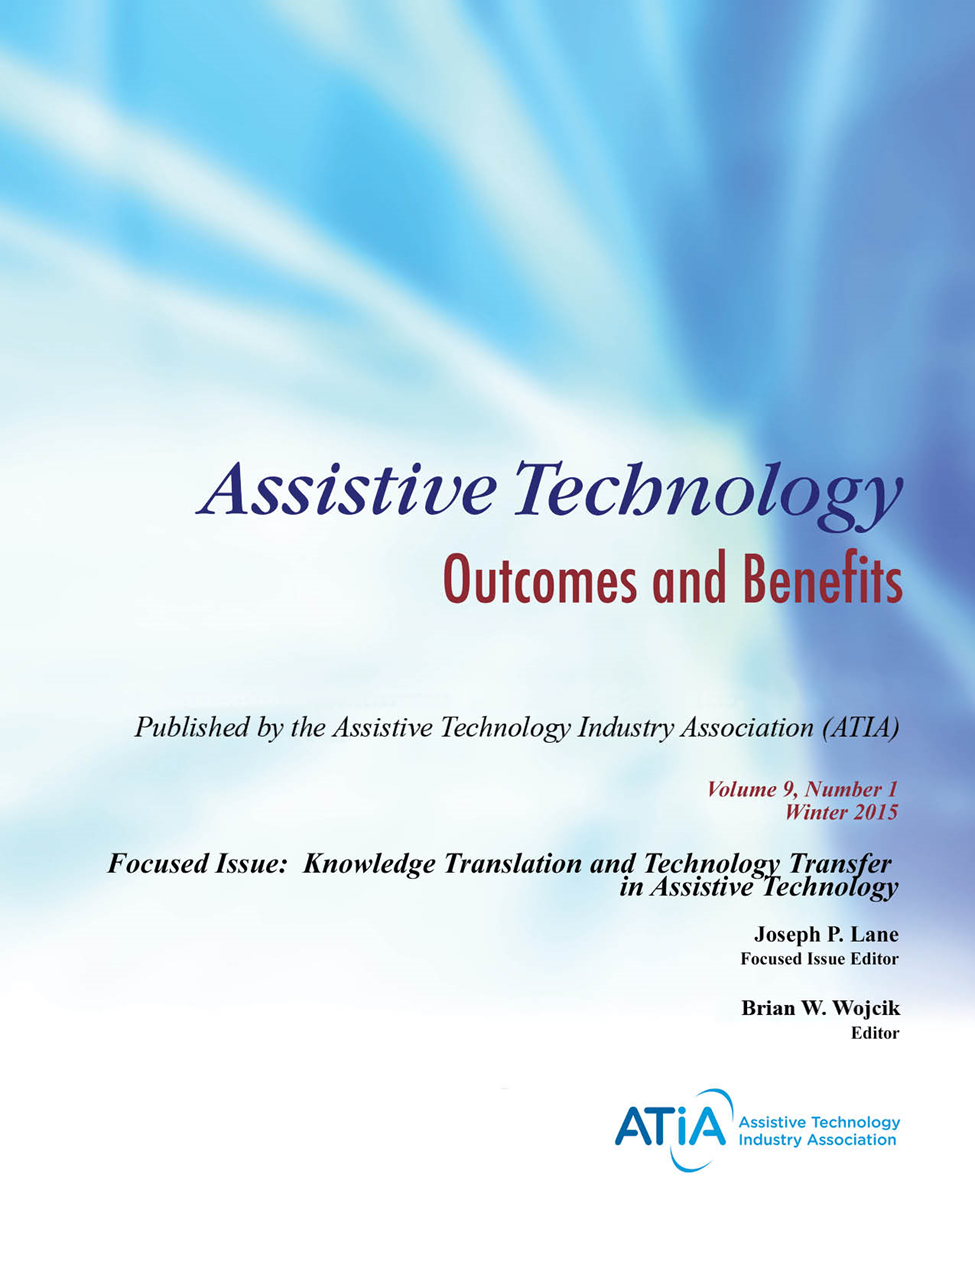 Assistive Technology
Outcomes and Benefits
Published by the Assistive Technology Industry Association (ATIA)
Volume 9, Number 1
Winter 2015
Focused Issue:  Knowledge Translation and Technology Transfer
in Assistive Technology
Joseph P. Lane
Focused Issue Editor
Brian W. Wojcik
Editor
ATiA
Assistive Technology
Industry Association